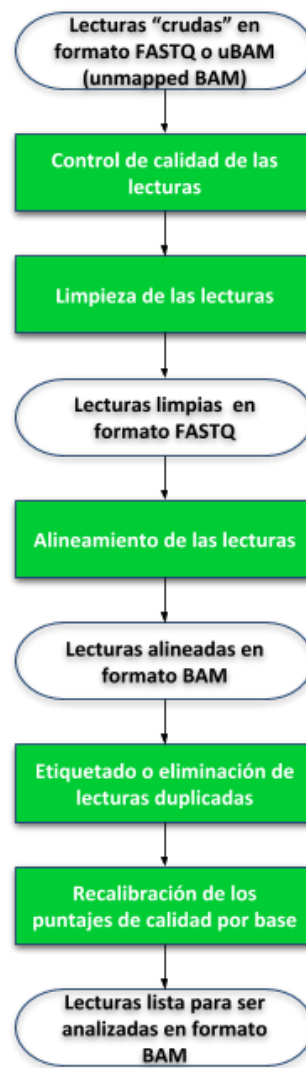 Lecturas “crudas” en
formato FASTQ o uBAM
(unmapped BAM)
Control de calidad de las
lecturas
Limpieza de las lecturas
Lecturas limpias en
formato FASTQ
Alineamiento de las lecturas
Lecturas alineadas en
formato BAM
Etiquetado o eliminación de
lecturas duplicadas
Recalibración de los
puntajes de calidad por base
Lecturas lista para ser
analizadas en formato
BAM